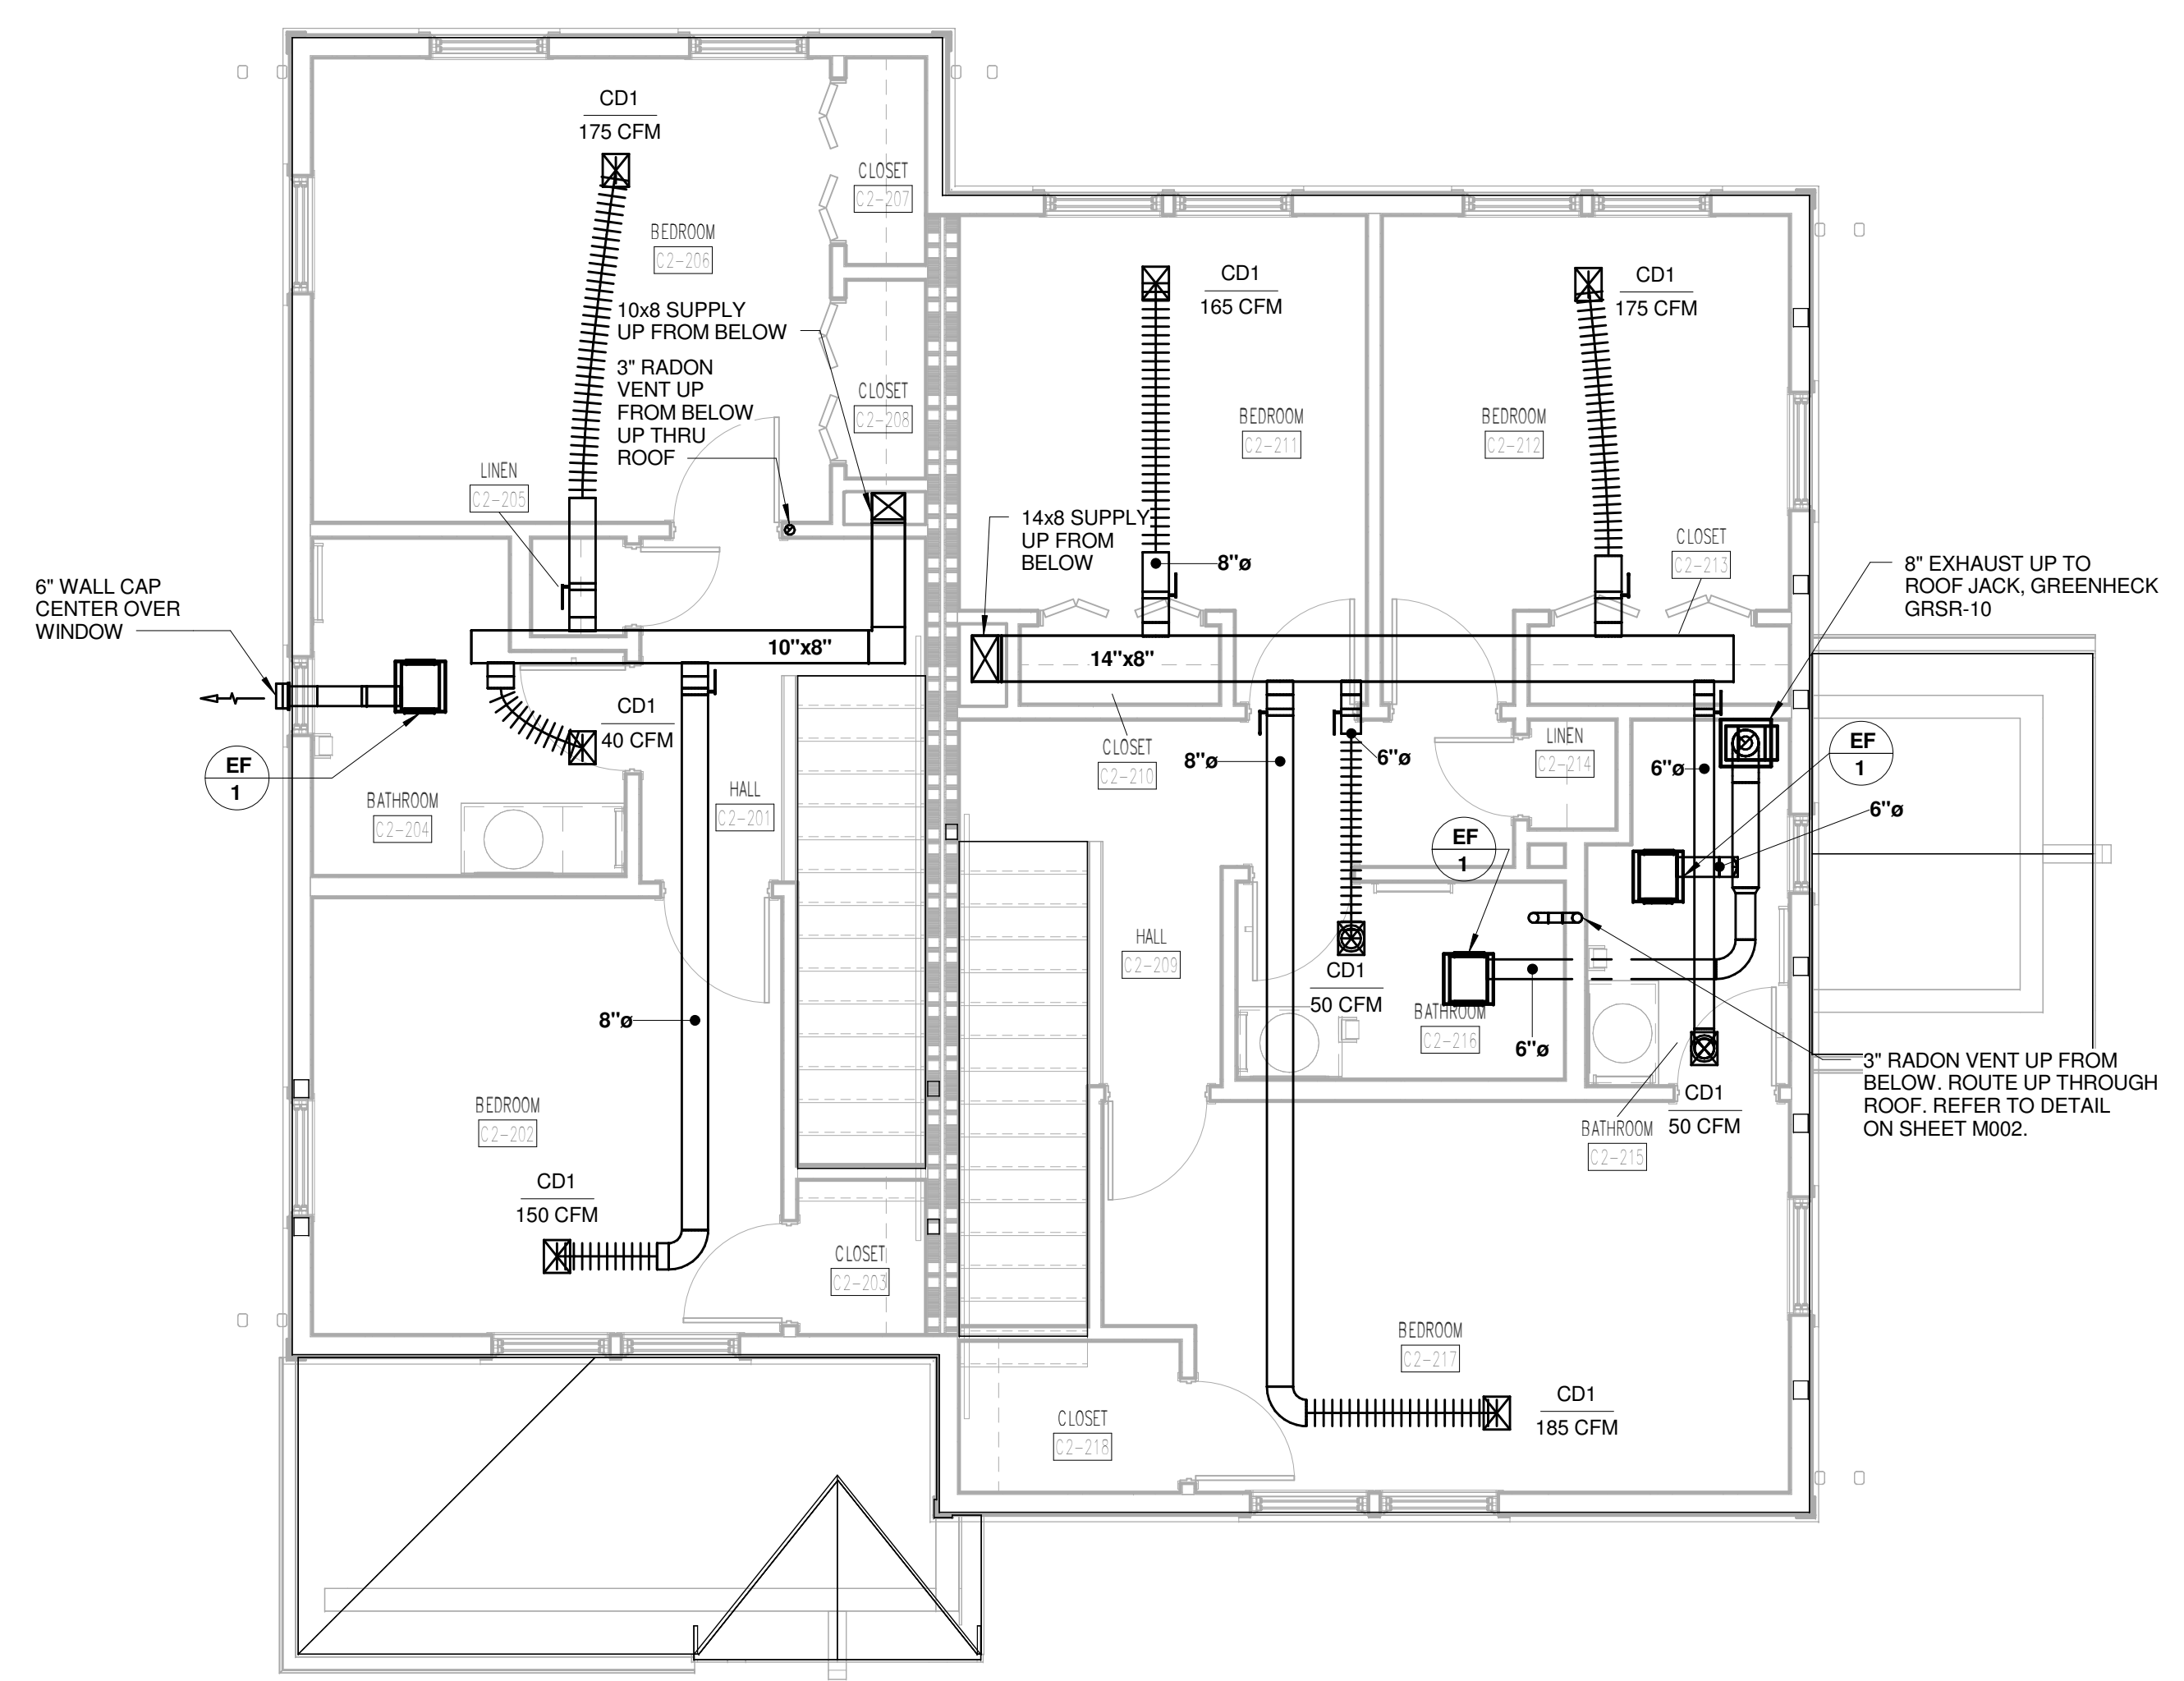 CD1
175 CFM
CLOSET
C2-207
BEDROOM
C2-206
10x8 SUPPLY
UP FROM BELOW
3" RADON
VENT UP
FROM BELOW
UP THRU
ROOF
CLOSET
C2-208
LINEN
C2-205
6" WALL CAP
CENTER OVER
WINDOW
10"x8"
CD1
40 CFM
EF
1
BATHROOM
C2-204
HALL
C2-201
8"ø
BEDROOM
C2-202
CD1
150 CFM
CLOSET
C2-203
CD1
165 CFM
CD1
175 CFM
BEDROOM
C2-211
BEDROOM
C2-212
14x8 SUPPLY
UP FROM
BELOW
8"ø
CLOSET
C2-213
8" EXHAUST UP TO
ROOF JACK, GREENHECK
GRSR-10
14"x8"
CLOSET
C2-210
8"ø
6"ø
LINEN
C2-214
6"ø
EF
1
6"ø
EF
1
HALL
C2-209
CD1
50 CFM
BATHROOM
C2-216
6"ø
CD1
50 CFM
BATHROOM
C2-215
3" RADON VENT UP FROM
BELOW. ROUTE UP THROUGH
ROOF. REFER TO DETAIL
ON SHEET M002.
BEDROOM
C2-217
CD1
185 CFM
CLOSET
C2-218